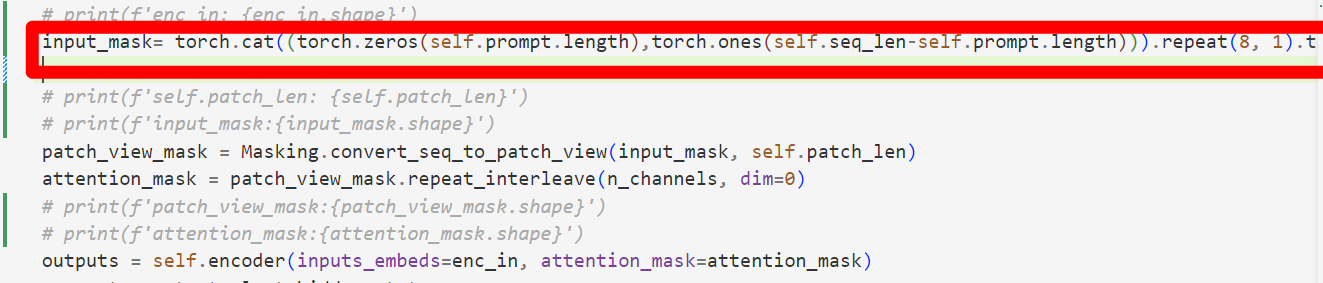 # print(f'enc_in: {enc_in.shape}')
input_mask= torch.cat((torch.zeros(self.prompt.length),torch.ones(self.seq_len-self.prompt.length))).repeat(8, 1).t
# print(f'self.patch_len: {self.patch_len}')
# print(f'input_mask:{input_mask.shape}')
patch_view_mask = Masking.convert_seq_to_patch_view(input_mask, self.patch_len)
attention_mask = patch_view_mask.repeat_interleave(n_channels, dim=0)
# print(f'patch_view_mask:{patch_view_mask.shape}')
# print(f'attention_mask:{attention_mask.shape}')
outputs = self.encoder(inputs_embeds=enc_in, attention_mask=attention_mask)